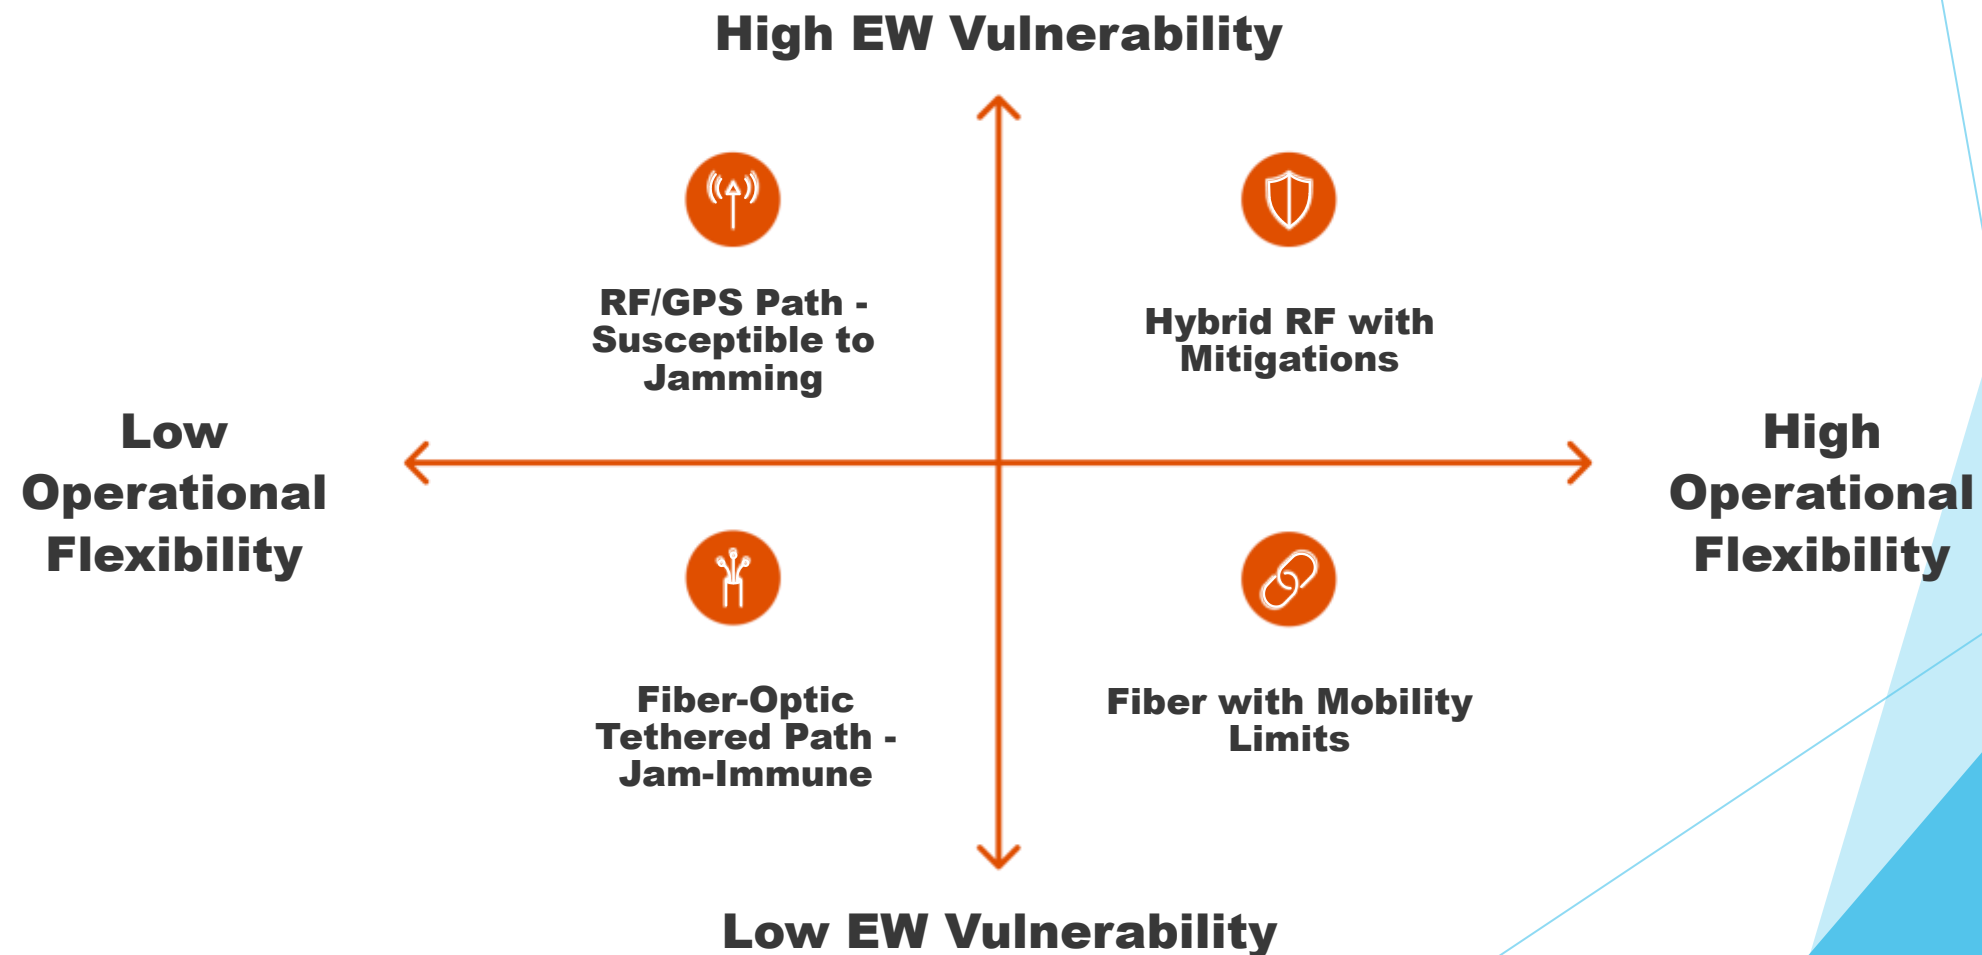 High EW Vulnerability
RF/GPS Path -
Susceptible to
Jamming
Hybrid RF with
Mitigations
Low
Operational
Flexibility
High
Operational
Flexibility
Fiber-Optic
Tethered Path -
Jam-Immune
Fiber with Mobility
Limits
Low EW Vulnerability